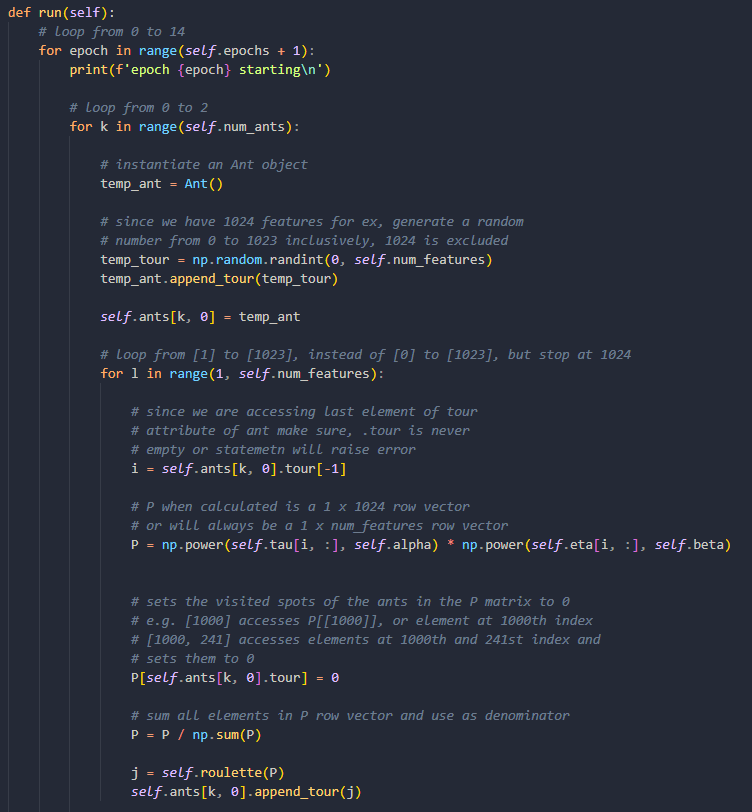 def run(self):
# loop from 0 to 14
for epoch in range(self.epochs + 1):
print(f'epoch {epoch} starting\n')
# loop from 0 to 2
for k in range(self.num_ants):
# instantiate an Ant object
temp_ant = Ant()
# since we have 1024 features for ex, generate a random
# number from 0 to 1023 inclusively, 1024 is excluded
temp_tour = np.random.randint(0, self.num_features)
temp_ant.append_tour(temp_tour)
self.ants[k, 0] = temp_ant
# loop from [1] to [1023], instead of [0] to [1023], but stop at 1024
for l in range(1, self.num_features):
# since we are accessing last element of tour
# attribute of ant make sure, .tour is never
# empty or statemetn will raise error
i = self.ants[k, 0].tour[-1]
# P when calculated is a 1 x 1024 row vector
# or will always be a 1 x num_features row vector
P = np.power(self.tau[i, :], self.alpha) * np.power(self.eta[i, :], self.beta)
# sets the visited spots of the ants in the P matrix to 0
# e.g. [1000] accesses P[[1000]], or element at 1000th index
# [1000, 241] accesses elements at 1000th and 241st index and
# sets them to 0
P[self.ants[k, 0].tour] = 0
# sum all elements in P row vector and use as denominator
P = P / np.sum(P)
j = self.roulette(P)
self.ants[k, 0].append_tour(j)